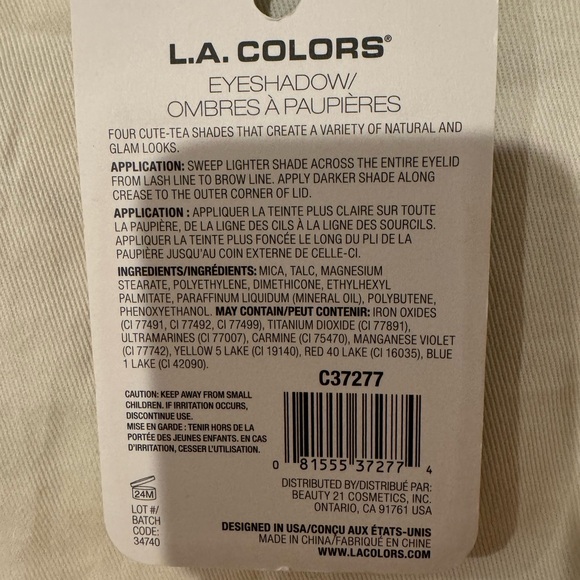 L.A. COLORS®
EYESHADOW/
OMBRES À PAUPIÈRES
FOUR CUTE-TEA SHADES THAT CREATE A VARIETY OF NATURAL AND
GLAM LOOKS.
APPLICATION: SWEEP LIGHTER SHADE ACROSS THE ENTIRE EYELID
FROM LASH LINE TO BROW LINE. APPLY DARKER SHADE ALONG
CREASE TO THE OUTER CORNER OF LID.
APPLICATION : APPLIQUER LA TEINTE PLUS CLAIRE SUR TOUTE
LA PAUPIÈRE, DE LA LIGNE DES CILS À LA LIGNE DES SOURCILS.
APPLIQUER LA TEINTE PLUS FONCÉE LE LONG DU PLI DE LA
PAUPIÈRE JUSQU'AU COIN EXTERNE DE CELLE-CI.
INGREDIENTS/INGRÉDIENTS: MICA, TALC, MAGNESIUM
STEARATE, POLYETHYLENE, DIMETHICONE, ETHYLHEXYL
PALMITATE, PARAFFINUM LIQUIDUM (MINERAL OIL), POLYBUTENE,
PHENOXYETHANOL. MAY CONTAIN/PEUT CONTENIR: IRON OXIDES
(CI 77491, CI 77492, CI 77499), TITANIUM DIOXIDE (CI 77891),
ULTRAMARINES (CI 77007), CARMINE (CI 75470), MANGANESE VIOLET
(CI 77742), YELLOW 5 LAKE (CI 19140), RED 40 LAKE (CI 16035), BLUE
1 LAKE (CI 42090).
C37277
CAUTION: KEEP AWAY FROM SMALL
CHILDREN. IF IRRITATION OCCURS,
DISCONTINUE USE.
MISE EN GARDE : TENIR HORS DE LA
PORTÉE DES JEUNES ENFANTS. EN CAS
D'IRRITATION, CESSER L'UTILISATION.
0 81555 37277 4
24M
LOT #/
BATCH
CODE:
34740
DISTRIBUTED BY/DISTRIBUÉ PAR:
BEAUTY 21 COSMETICS, INC.
ONTARIO, CA 91761 USA
DESIGNED IN USA/CONÇU AUX ÉTATS-UNIS
MADE IN CHINA/FABRIQUÉ EN CHINE
WWW.LACOLORS.COM